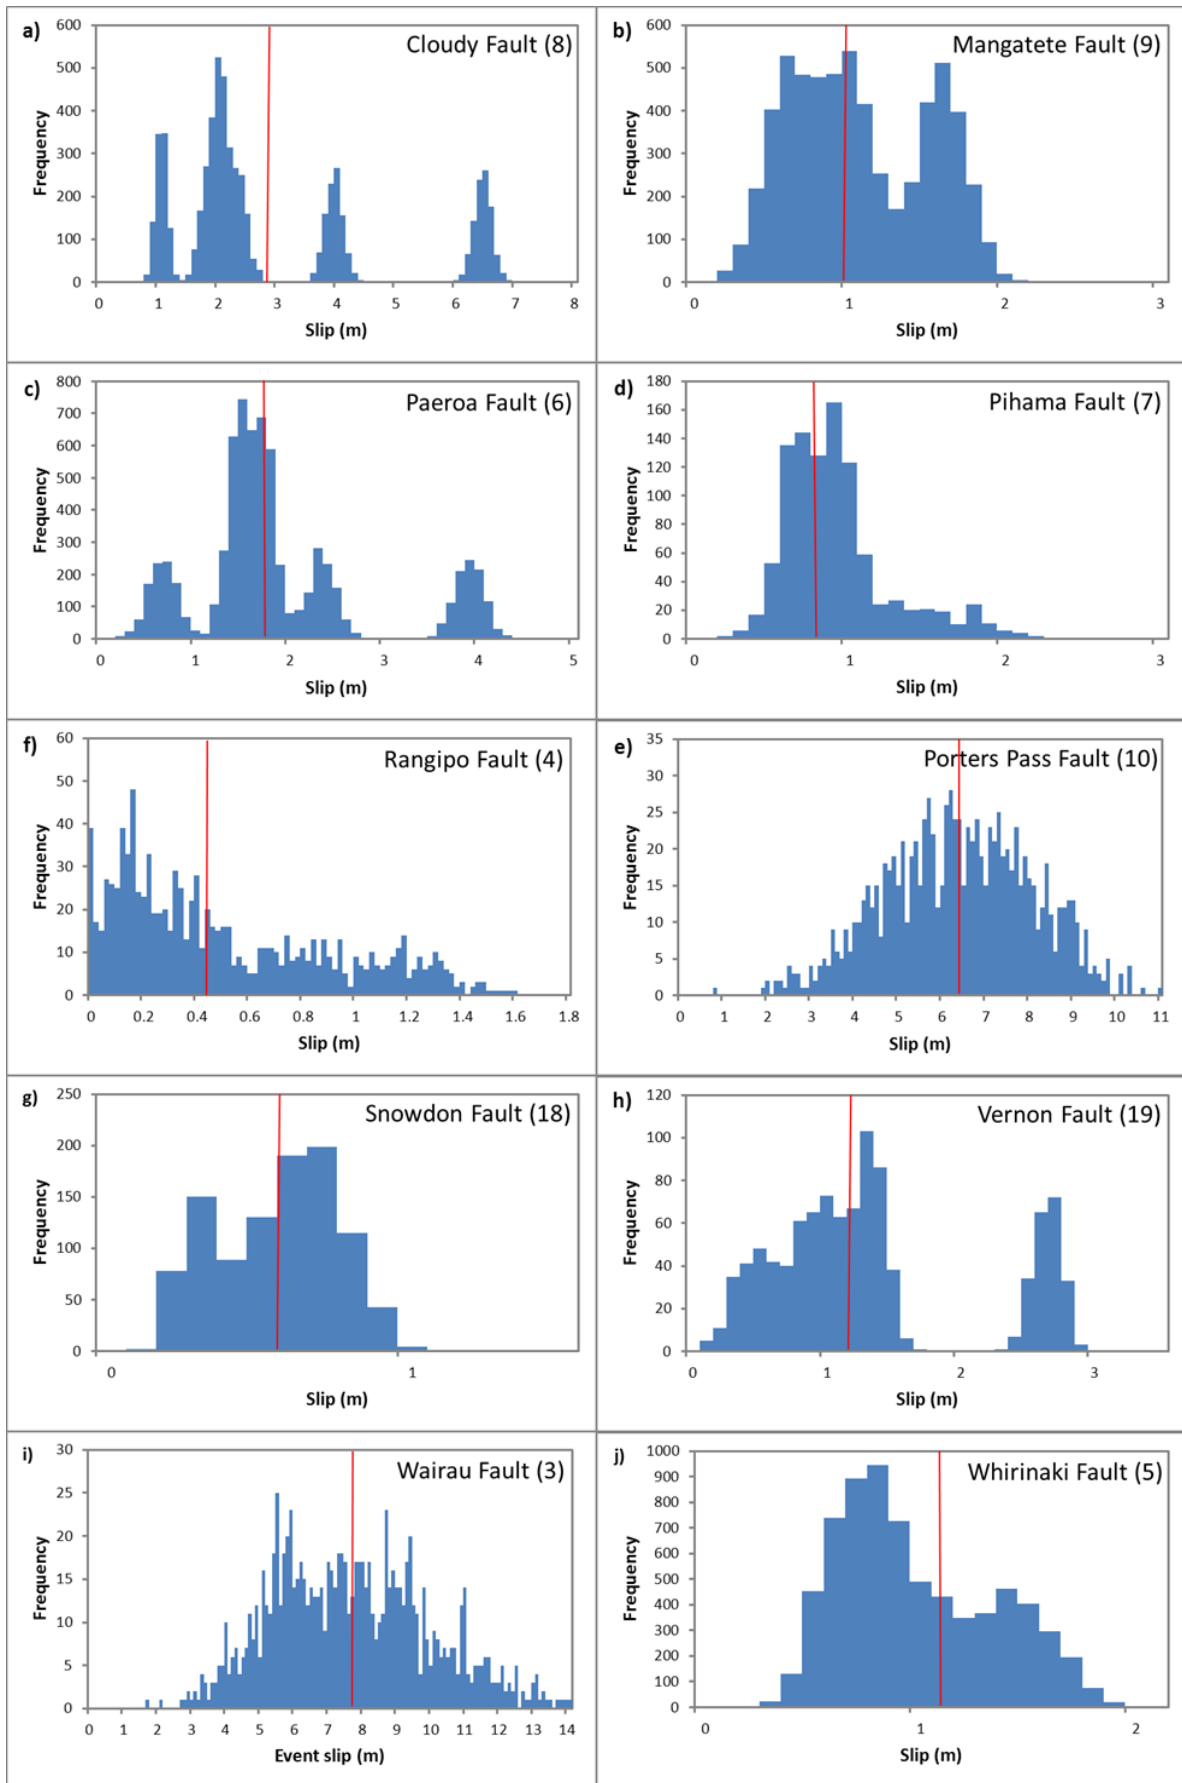 a)
Cloudy Fault (8)
600
500
400
300
200
100
0
Frequency
0 1 2 3 4 5 6 7 8
Slip (m)
b)
Mangatete Fault (9)
600
500
400
300
200
100
0
Frequency
0 1 2 3
Slip (m)
c)
Paeroa Fault (6)
800
700
600
500
400
300
200
100
0
Frequency
0 1 2 3 4 5
Slip (m)
d)
Pihama Fault (7)
180
160
140
120
100
80
60
40
20
0
Frequency
0 1 2 3
Slip (m)
f)
Rangipo Fault (4)
60
50
40
30
20
10
0
Frequency
0 0.2 0.4 0.6 0.8 1 1.2 1.4 1.6 1.8
Slip (m)
e)
Porters Pass Fault (10)
35
30
25
20
15
10
5
0
Frequency
0 1 2 3 4 5 6 7 8 9 10 11
Slip (m)
g)
Snowdon Fault (18)
250
200
150
100
50
0
Frequency
0 1
Slip (m)
h)
Vernon Fault (19)
120
100
80
60
40
20
0
Frequency
0 1 2 3
Slip (m)
i)
Wairau Fault (3)
30
25
20
15
10
5
0
Frequency
0 1 2 3 4 5 6 7 8 9 10 11 12 13 14
Event slip (m)
j)
Whirinaki Fault (5)
1000
900
800
700
600
500
400
300
200
100
0
Frequency
0 1 2
Slip (m)